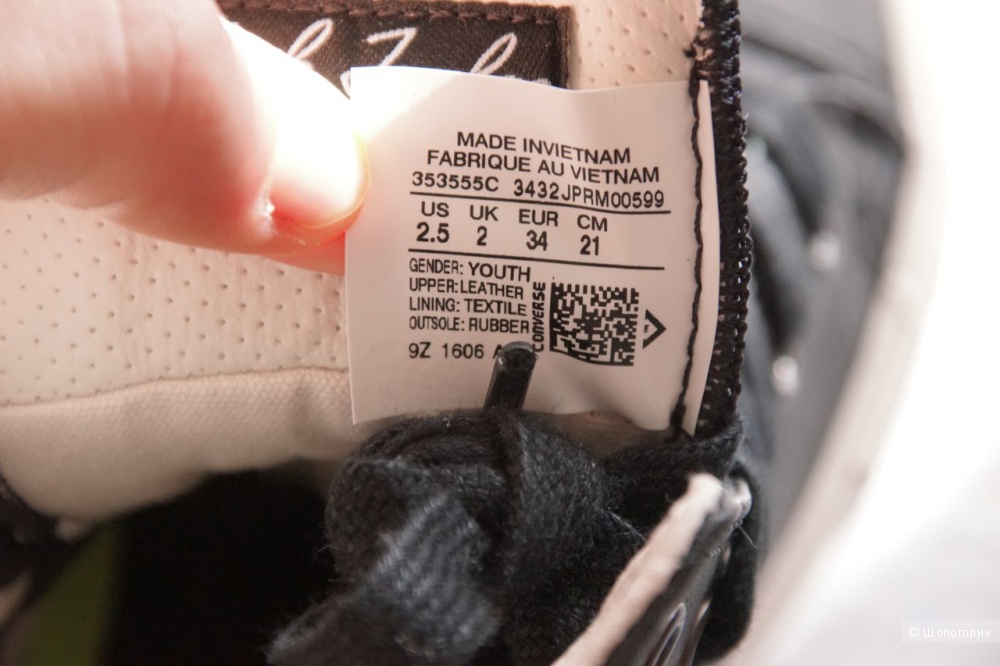 MADE INVIETNAM
FABRIQUE AU VIETNAM
353555C 3432JPRM00599
US UK EUR CM
2.5 2 34 21
GENDER: YOUTH
UPPER: LEATHER
LINING: TEXTILE
OUTSOLE: RUBBER
CONVERSE
9Z 1606 A
© Шопоголик